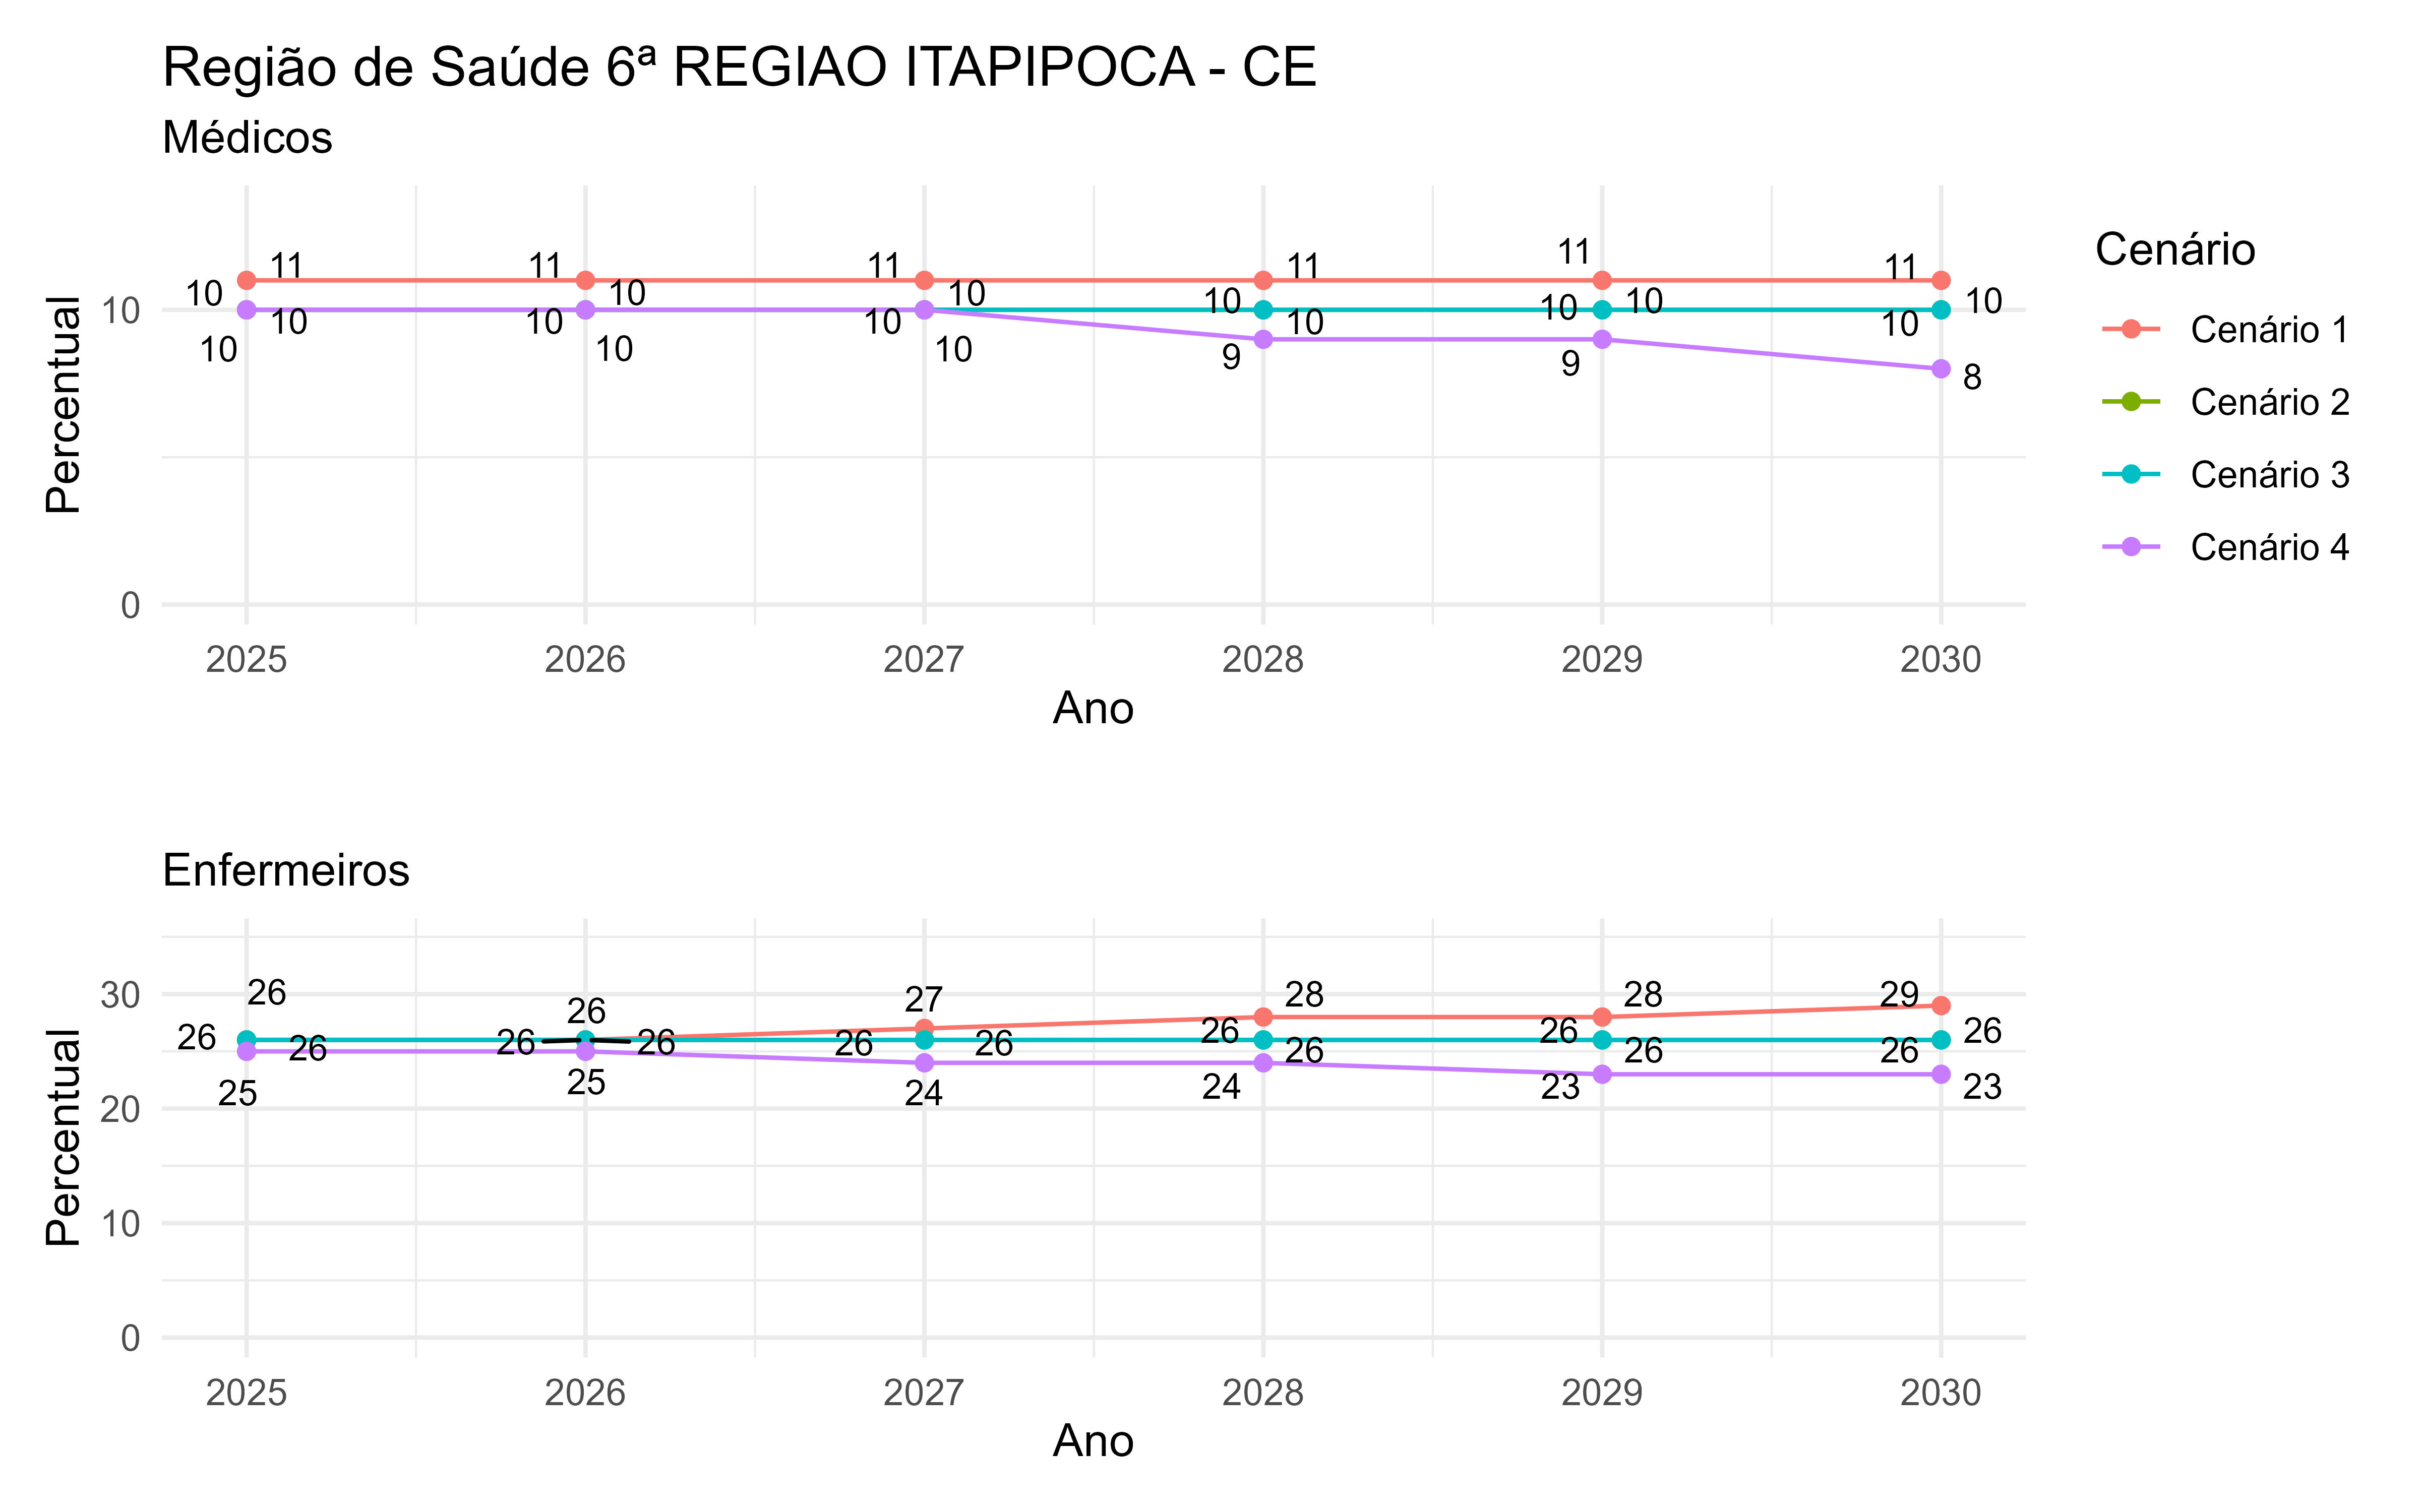 Região de Saúde 6ª REGIAO ITAPIPOCA - CE
Médicos
Percentual
10
0
11 11 11 11 11 11
10 10 10 10 10 10 10
10 10 10 10 10 10
10 10 10 9 9 8
2025 2026 2027 2028 2029 2030
Ano
Cenário
Cenário 1
Cenário 2
Cenário 3
Cenário 4
Enfermeiros
Percentual
30
20
10
0
26 26 27 28 28 29
26 26 26 26 26 26 26 26 26 26 26 26
25 25 24 24 23 23
2025 2026 2027 2028 2029 2030
Ano